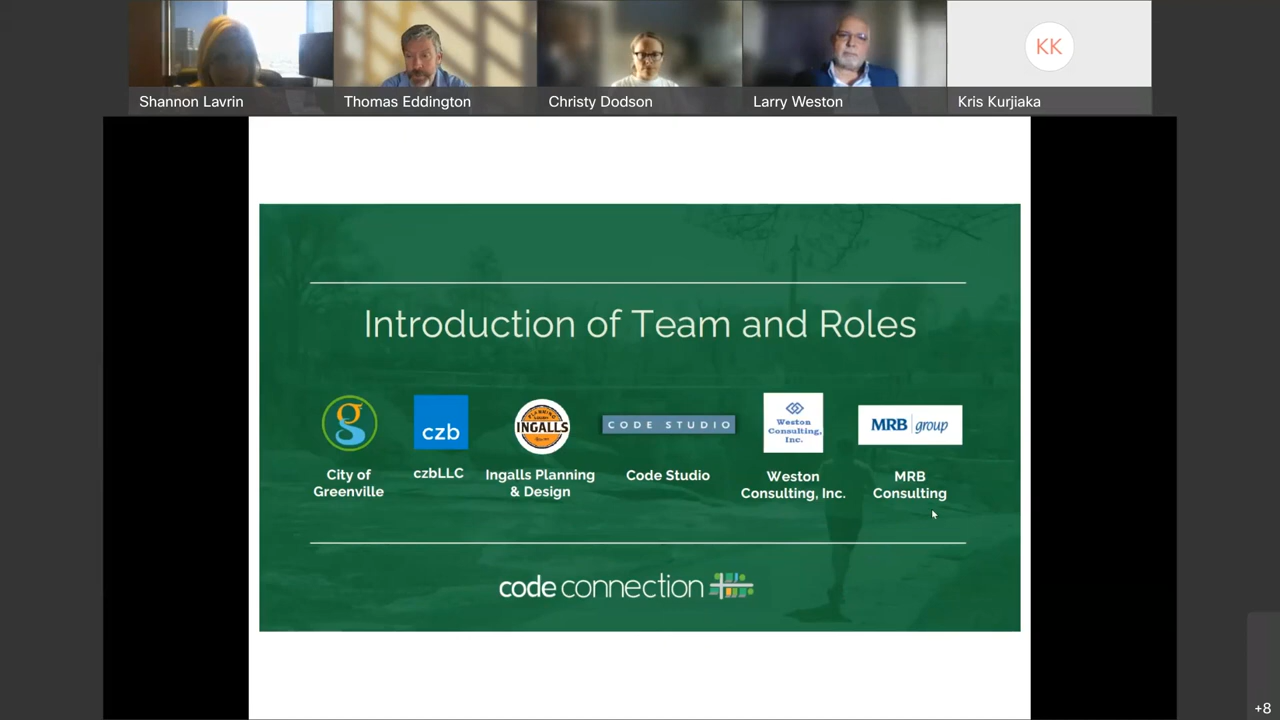 Shannon Lavrin
Thomas Eddington
Christy Dodson
Larry Weston
KK
Kris Kurjiaka
Introduction of Team and Roles
g
czb
PLANNING
INGALLS
CODE STUDIO
Weston
Consulting,
Inc.
MRB group
City of
Greenville
czbLLC
Ingalls Planning
& Design
Code Studio
Weston
Consulting, Inc.
MRB
Consulting
code connection
+8